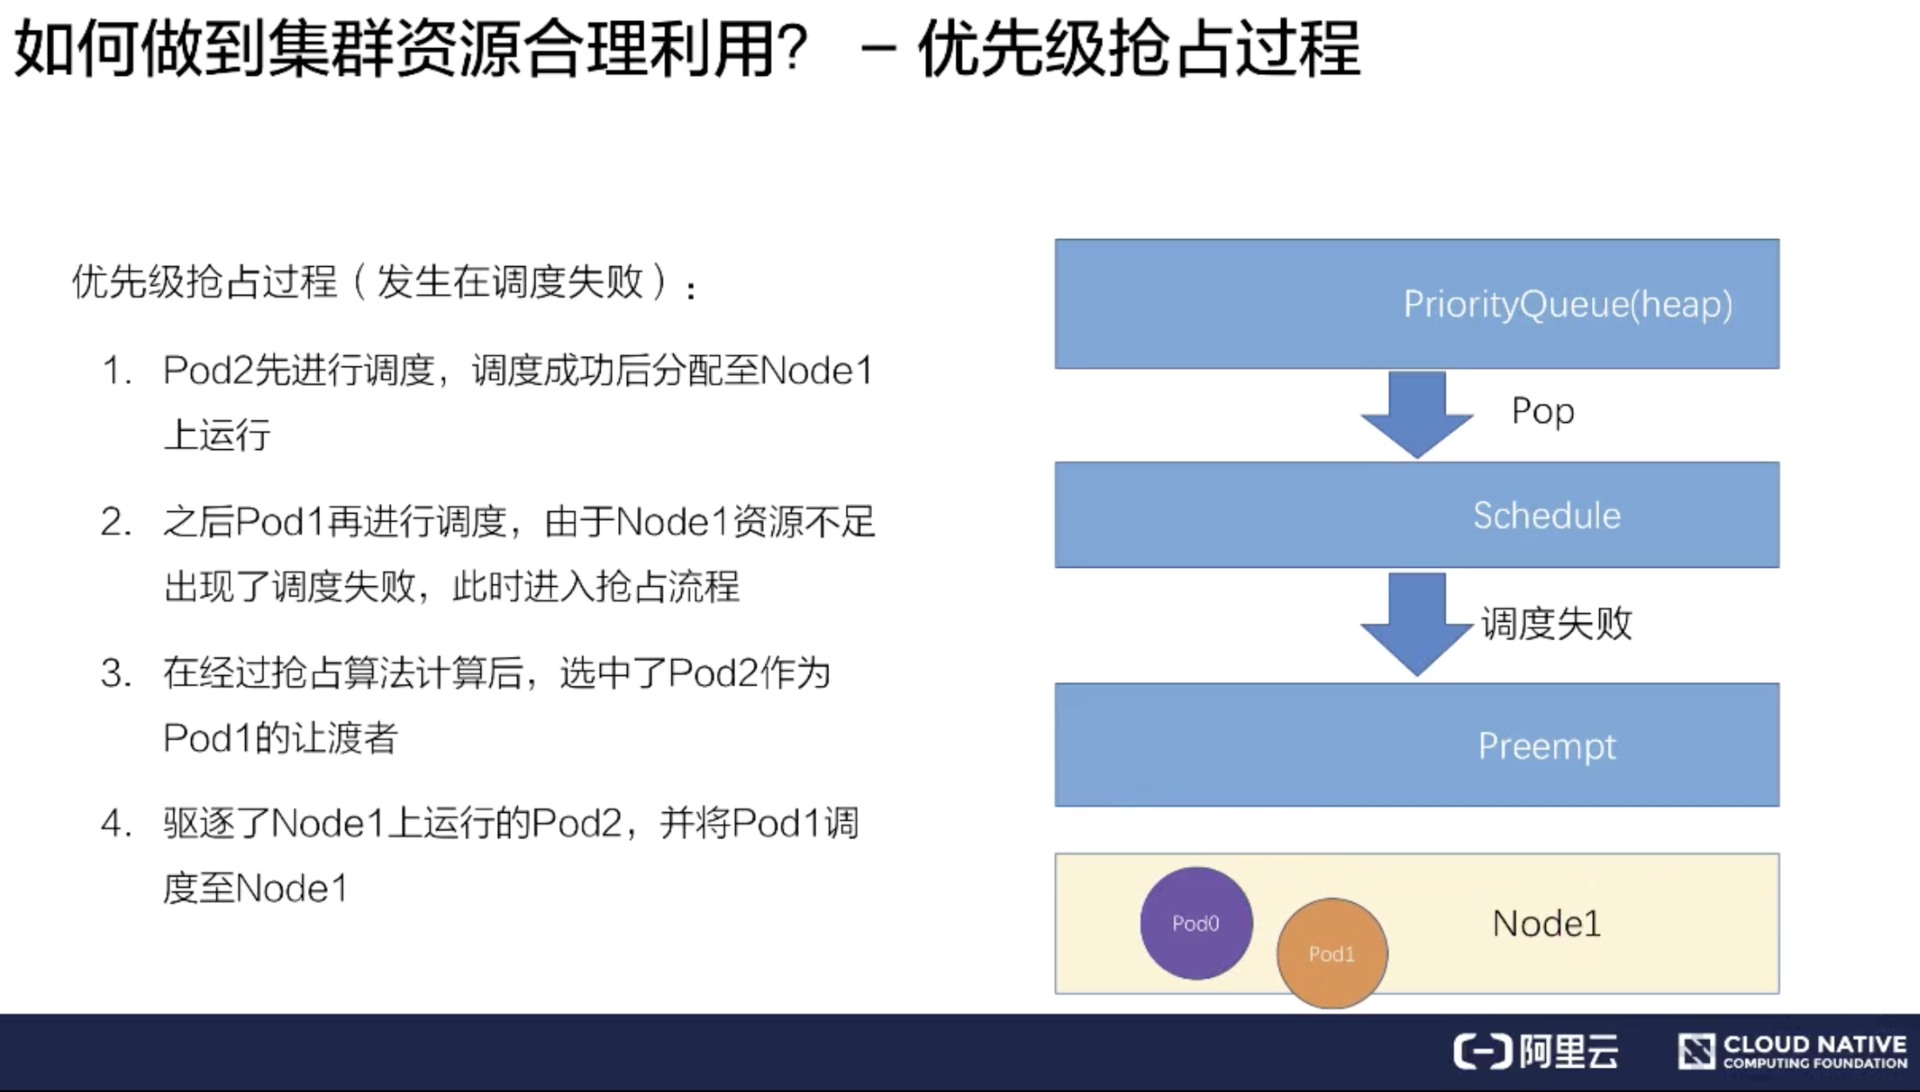 如何做到集群资源合理利用？ – 优先级抢占过程
优先级抢占过程（发生在调度失败）：
1. Pod2先进行调度，调度成功后分配至Node1
上运行
2. 之后Pod1再进行调度，由于Node1资源不足
出现了调度失败，此时进入抢占流程
3. 在经过抢占算法计算后，选中了Pod2作为
Pod1的让渡者
4. 驱逐了Node1上运行的Pod2，并将Pod1调
度至Node1
PriorityQueue(heap)
Pop
Schedule
调度失败
Preempt
Pod0
Pod1
Node1
阿里云
CLOUD NATIVE
COMPUTING FOUNDATION